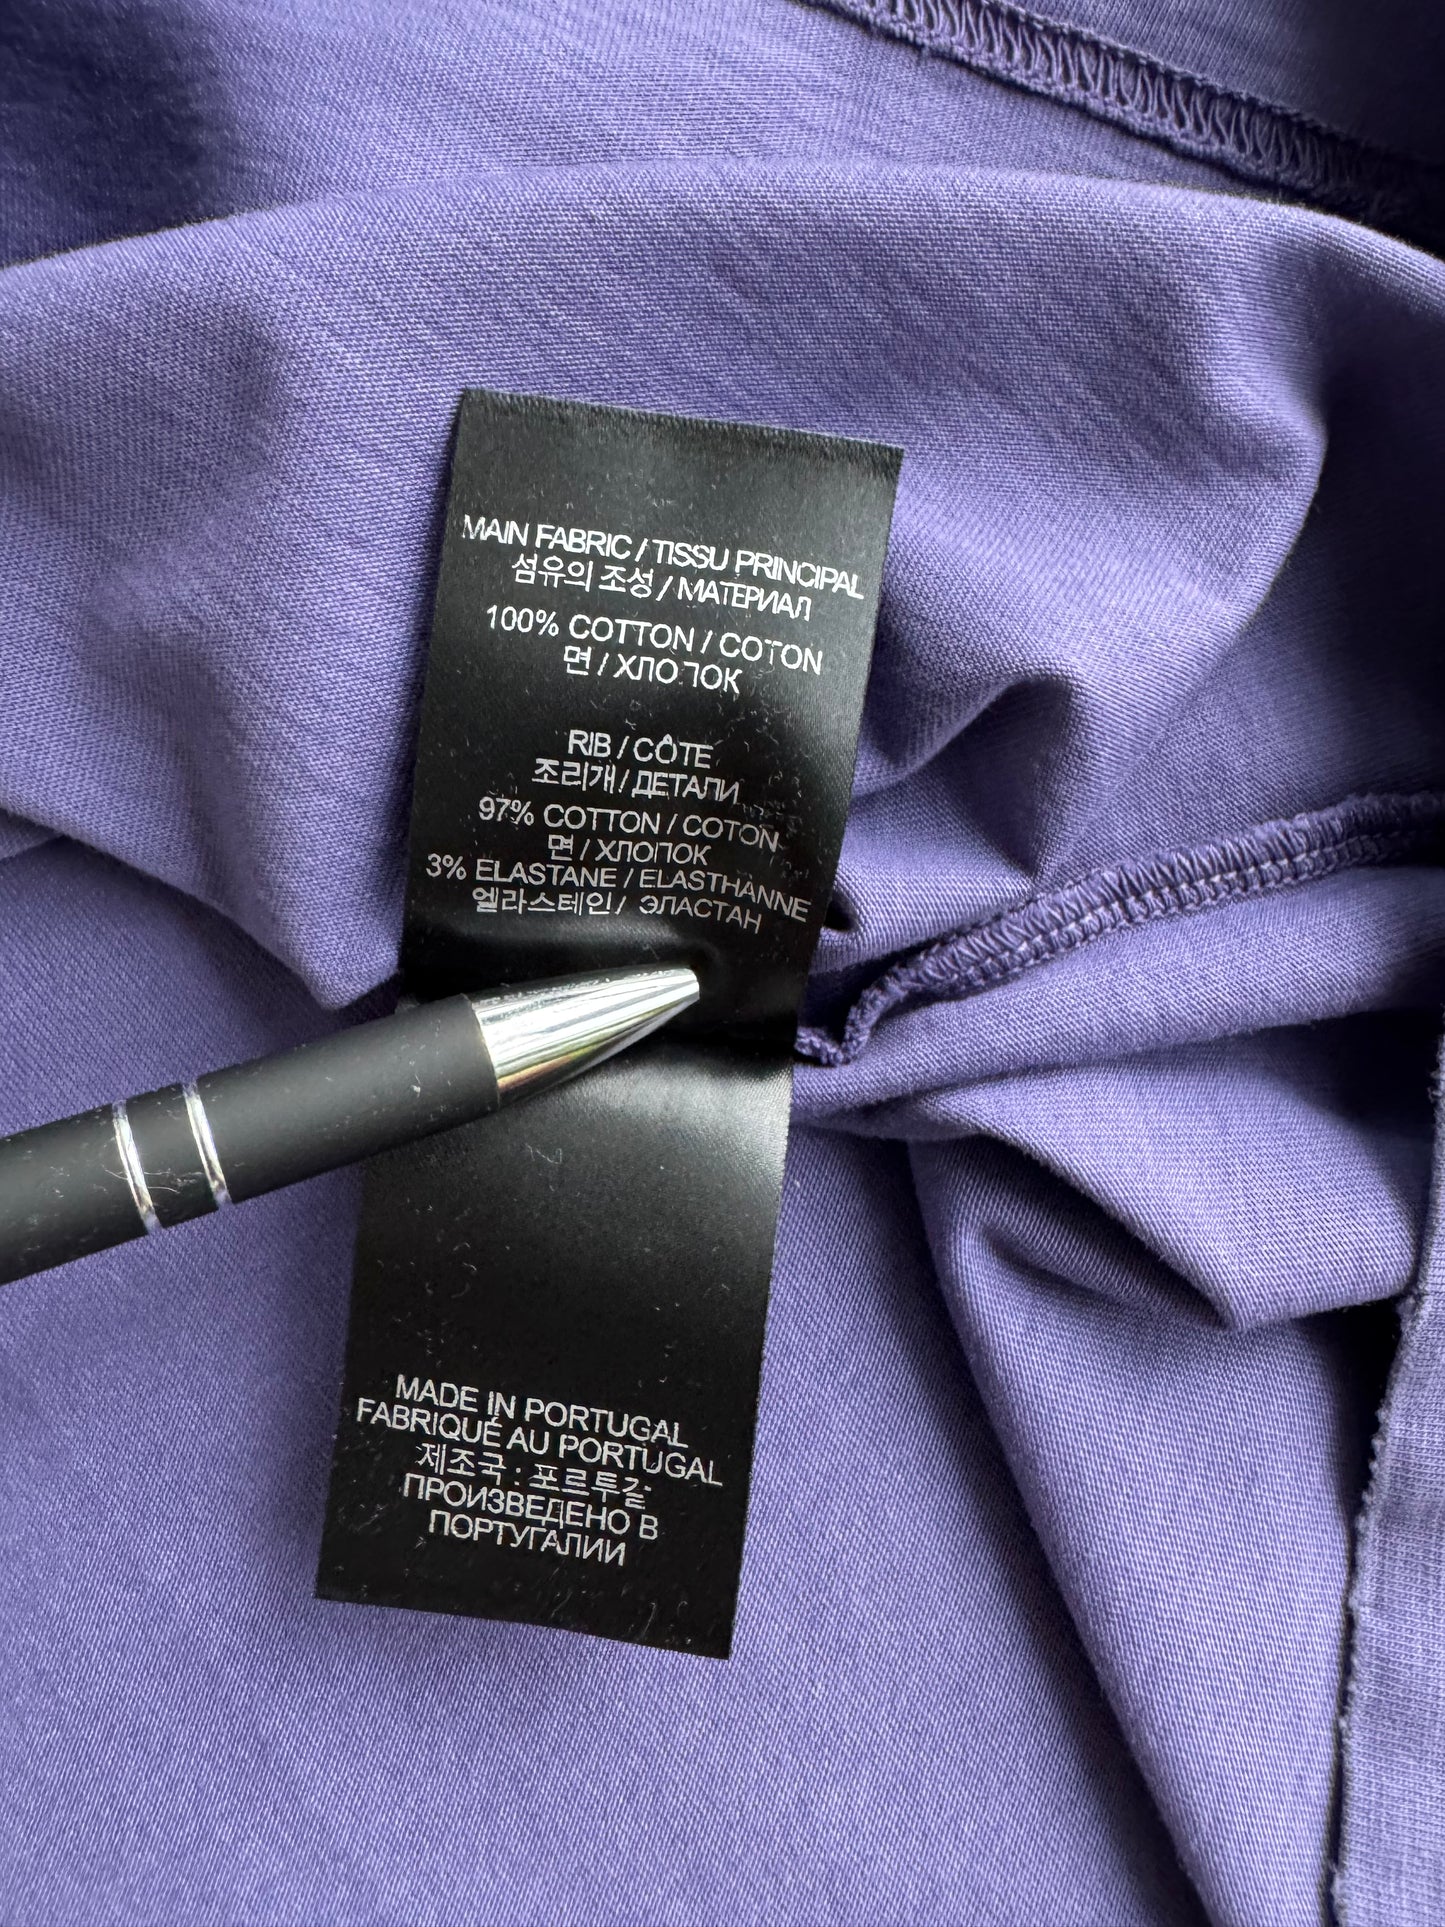 MAIN FABRIC / TISSU PRINCIPAL
섬유의 조성 / МАТЕРИАЛ
100% COTTON / COTON
면 / ХЛОПОК
RIB / CÔTE
조리개 / ДЕТАЛИ
97% COTTON / COTON
면 / ХЛОПОК
3% ELASTANE / ELASTHANNE
엘라스테인 / ЭЛАСТАН
MADE IN PORTUGAL
FABRIQUÉ AU PORTUGAL
제조국 : 포르투갈
ПРОИЗВЕДЕНО В
ПОРТУГАЛИИ